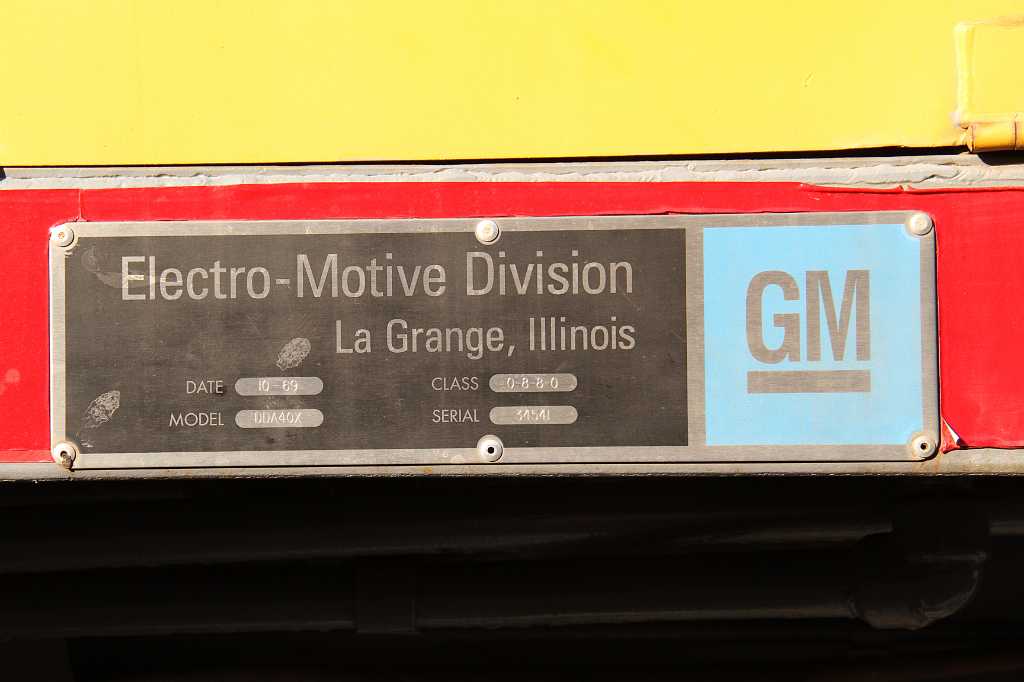 Electro-Motive Division
La Grange, Illinois
DATE 10-69
CLASS 0-8-8-0
MODEL DDA40X
SERIAL 34541
GM